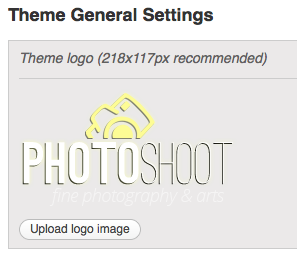 Theme General Settings
Theme logo (218x117px recommended)
PHOTOSHOOT
fine photography & arts
Upload logo image